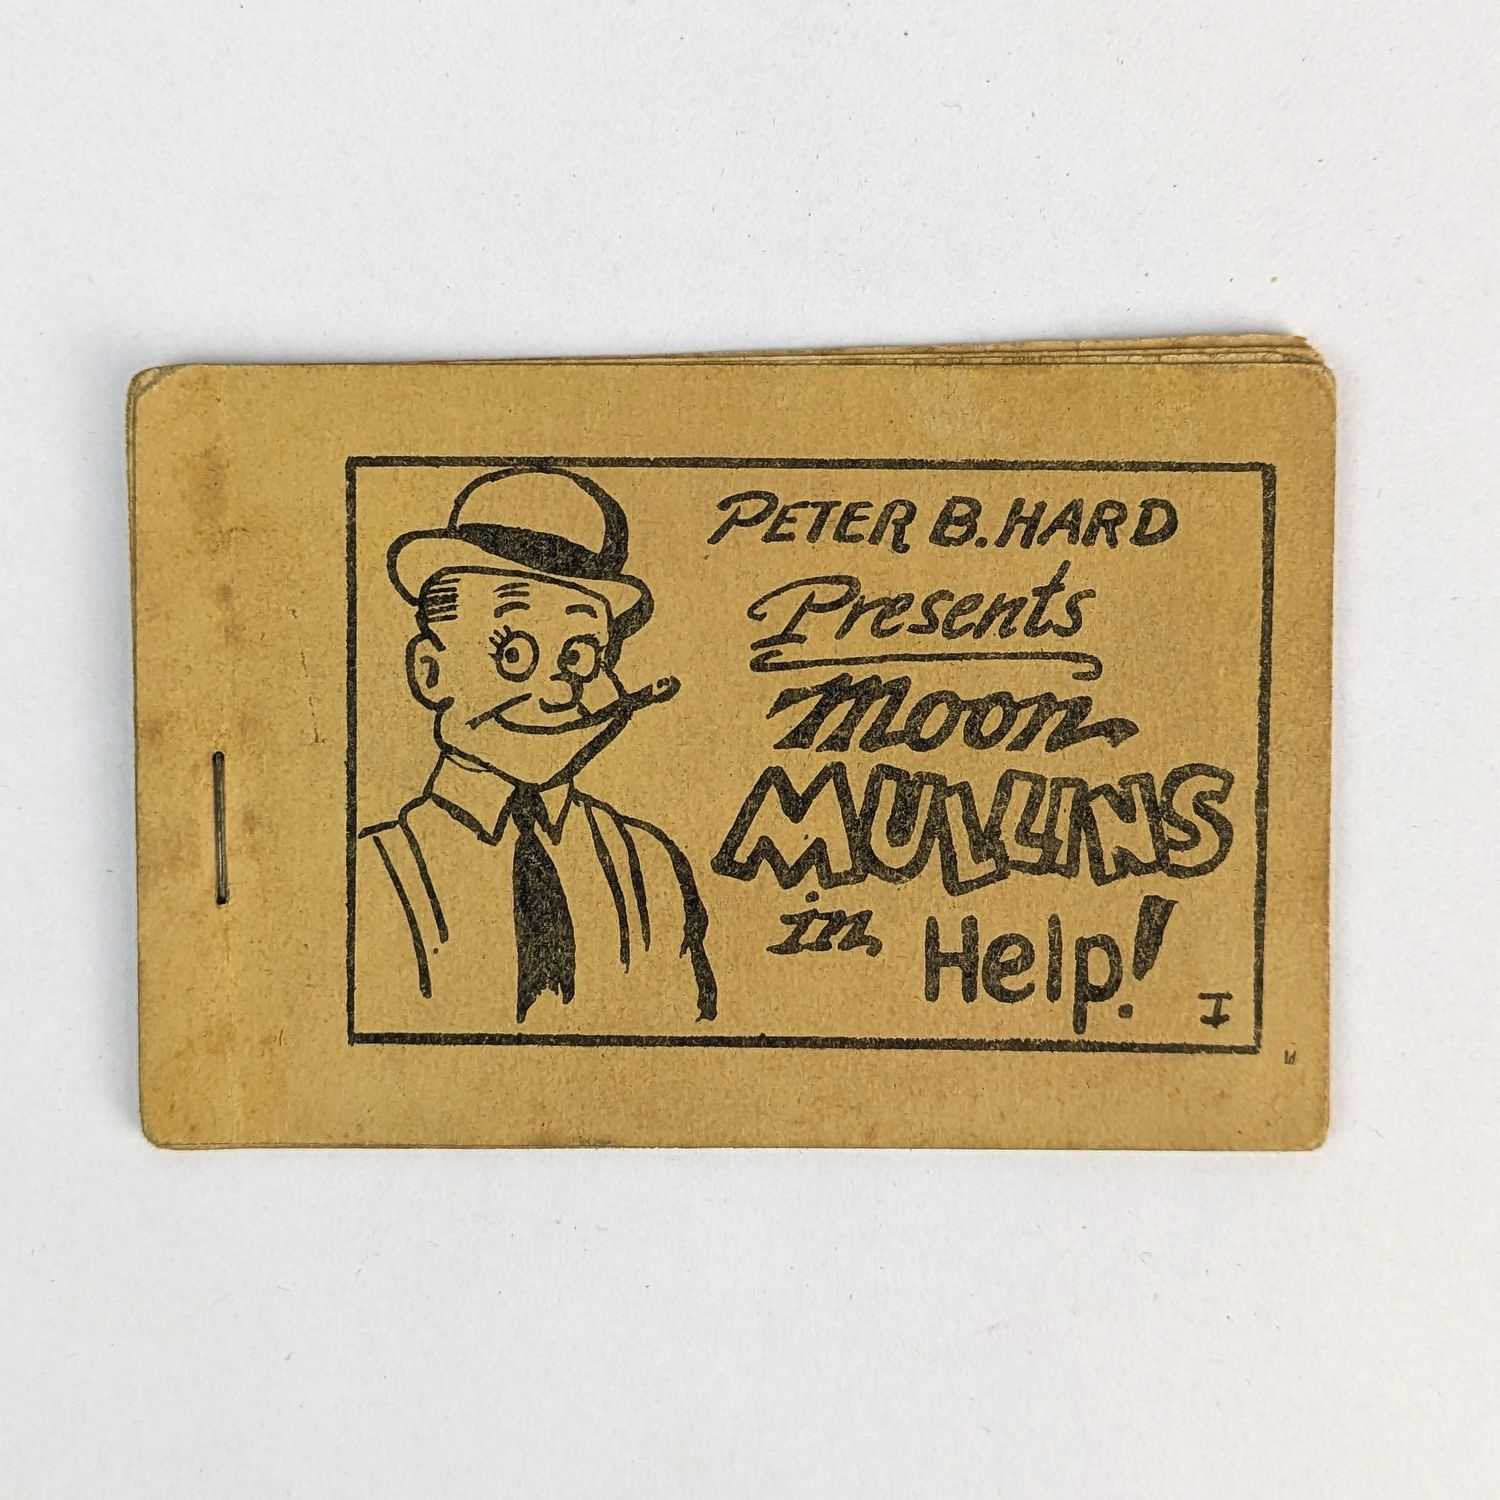 PETER B. HARD
Presents
Moon
MULLINS
in Help!
I